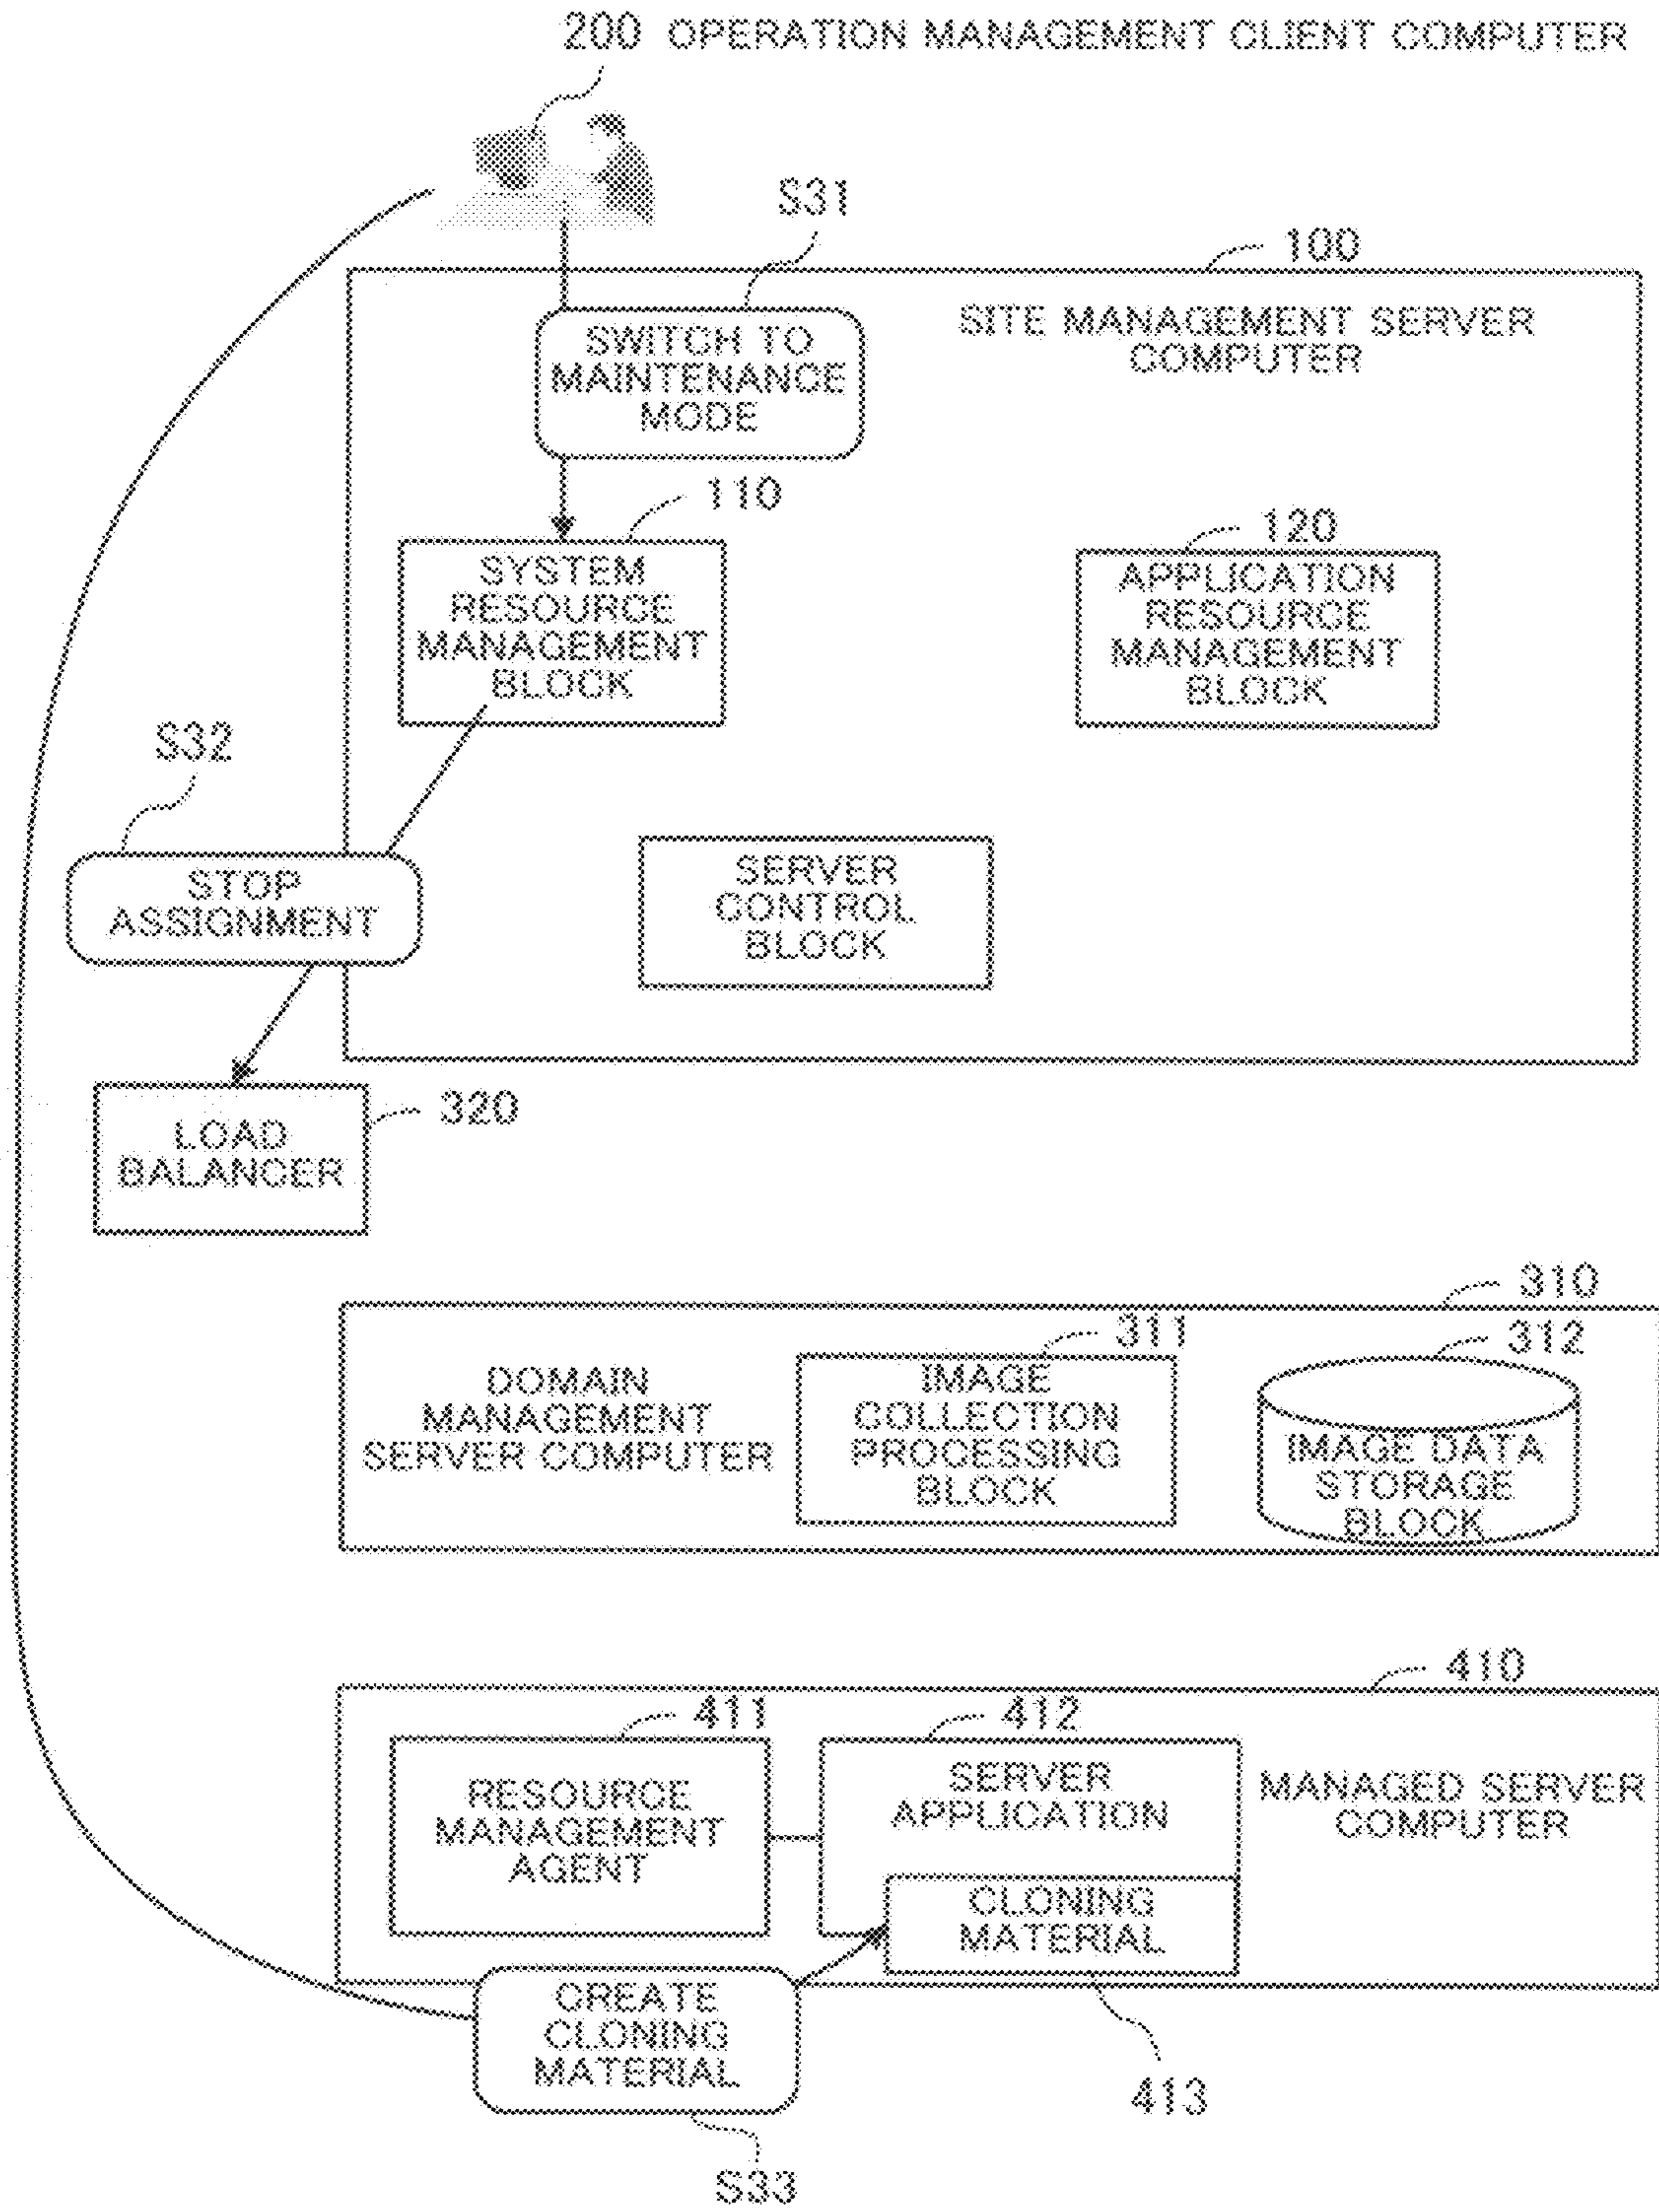 200 OPERATION MANAGEMENT CLIENT COMPUTER
S31
100
SITE MANAGEMENT SERVER
COMPUTER
SWITCH TO
MAINTENANCE
MODE
110
SYSTEM
RESOURCE
MANAGEMENT
BLOCK
120
APPLICATION
RESOURCE
MANAGEMENT
BLOCK
S32
STOP
ASSIGNMENT
SERVER
CONTROL
BLOCK
320
LOAD
BALANCER
310
DOMAIN
MANAGEMENT
SERVER COMPUTER
311
IMAGE
COLLECTION
PROCESSING
BLOCK
312
IMAGE DATA
STORAGE
BLOCK
410
411
RESOURCE
MANAGEMENT
AGENT
412
SERVER
APPLICATION
MANAGED SERVER
COMPUTER
CLONING
MATERIAL
CREATE
CLONING
MATERIAL
413
S33